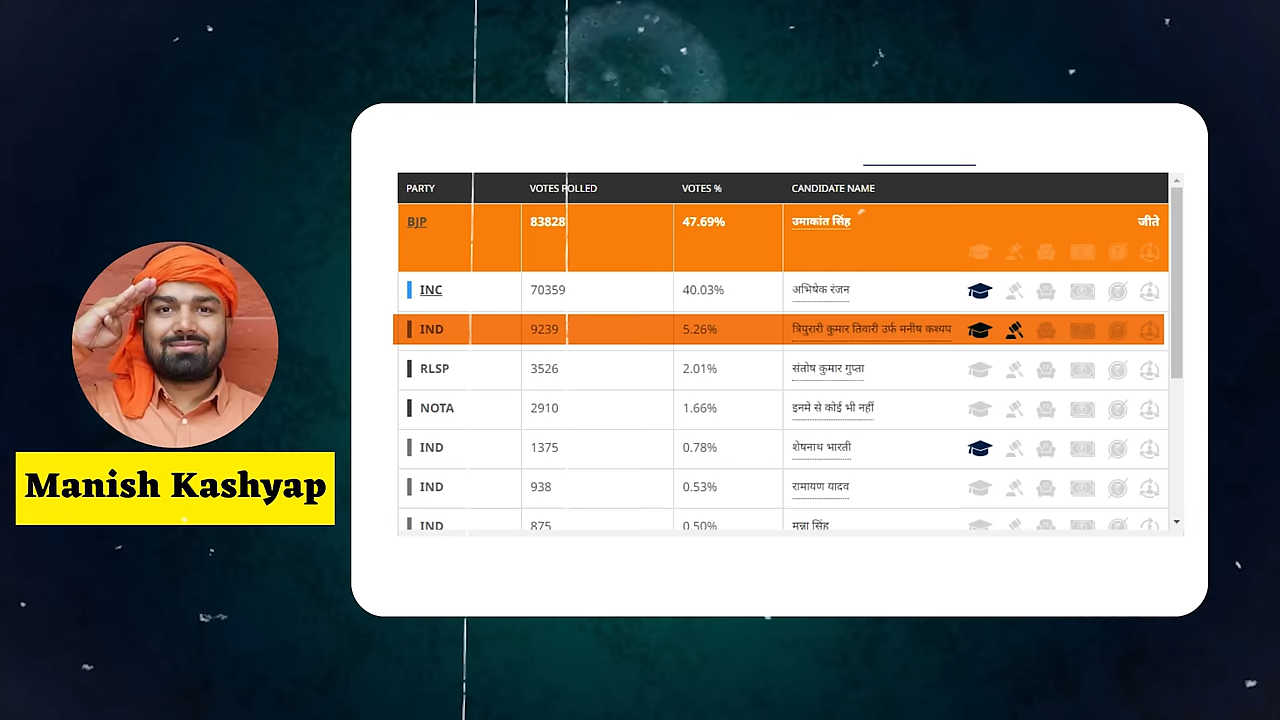 Manish Kashyap
PARTY VOTES POLLED VOTES % CANDIDATE NAME
BJP 83828 47.69% उमाकांत सिंह जीते
INC 70359 40.03% अभिषेक रंजन
IND 9239 5.26% त्रिपुरारी कुमार तिवारी उर्फ मनीष कश्यप
RLSP 3526 2.01% संतोष कुमार गुप्ता
NOTA 2910 1.66% इनमे से कोई भी नहीं
IND 1375 0.78% शेषनाथ भारती
IND 938 0.53% रामायण यादव
IND 875 0.50% मन्ना सिंह